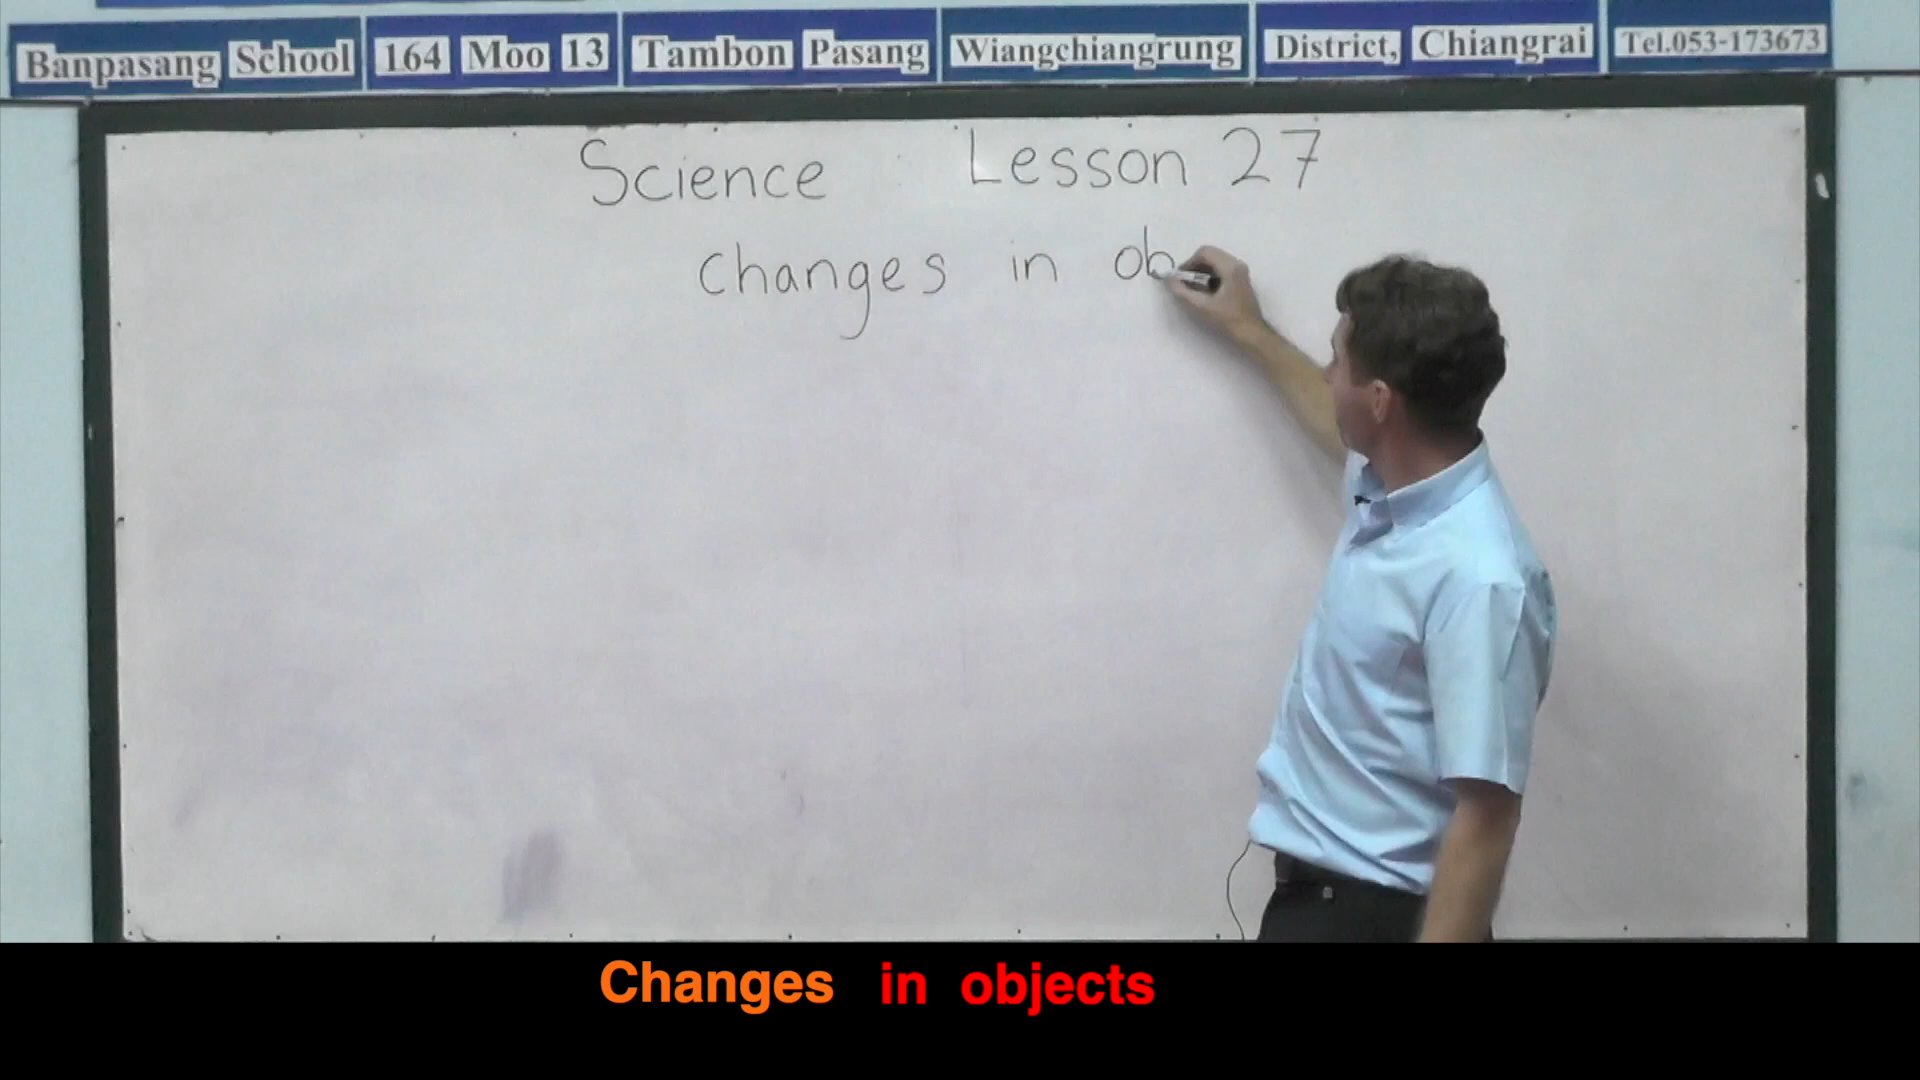 Banpasang School 164 Moo 13 Tambon Pasang Wiangchiangrung District, Chiangrai Tel.053-173673
Science Lesson 27
Changes in ob
Changes in objects